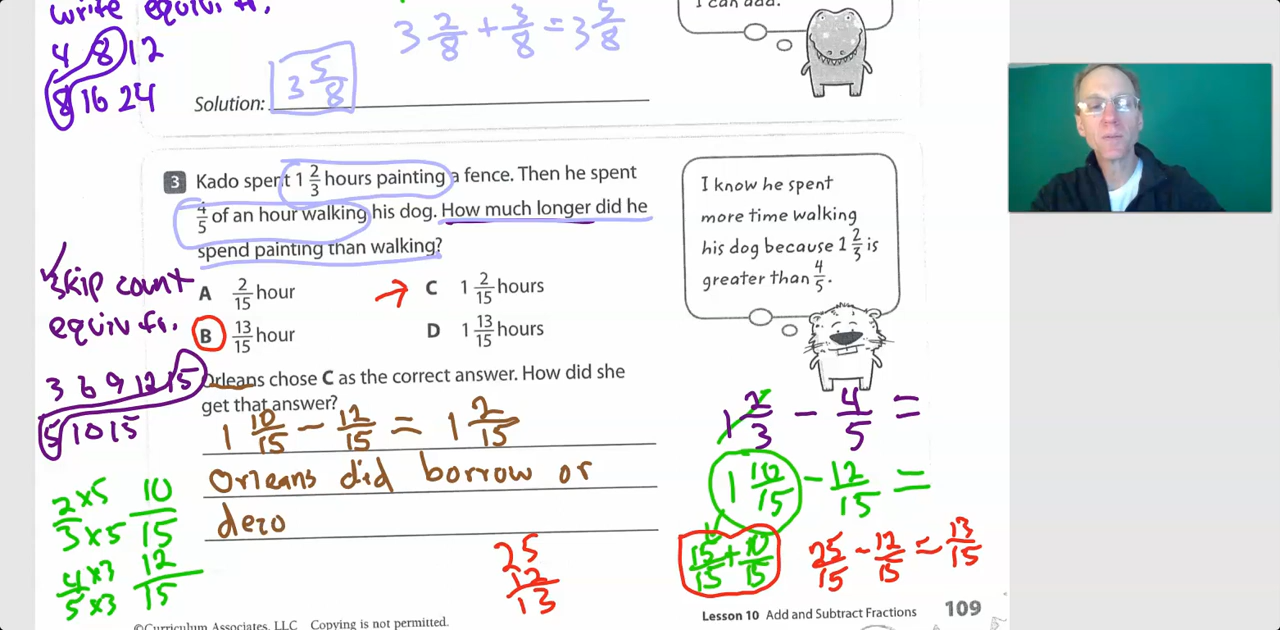 write equiv. fr.
4 8 12
8 16 24
3 2/8 + 3/8 = 3 5/8
3 5/8
Solution:
I can add.
3 Kado spent 1 2/3 hours painting a fence. Then he spent
4/5 of an hour walking his dog. How much longer did he
spend painting than walking?
A 2/15 hour
B 13/15 hour
C 1 2/15 hours
D 1 13/15 hours
Orleans chose C as the correct answer. How did she
get that answer?
1 10/15 - 12/15 = 1 2/15
Orleans did borrow or
dero
I know he spent
more time walking
his dog because 1 2/3 is
greater than 4/5.
Skip count
equiv fr.
3 6 9 12 15
5 10 15
2×5 10
3×5 15
4×3 12
5×3 15
25
12
13
1 2/3 - 4/5 =
1 10/15 - 12/15 =
15/15 + 10/15
25/15 - 12/15 = 13/15
Lesson 10 Add and Subtract Fractions 109
©Curriculum Associates, LLC Copying is not permitted.